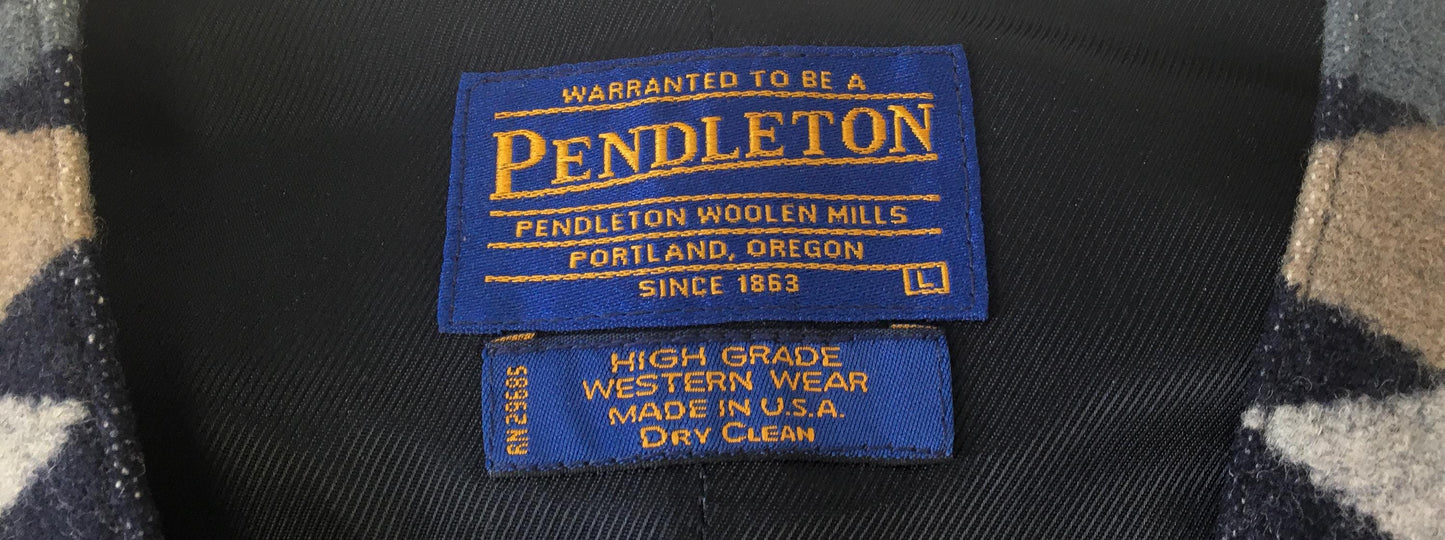 WARRANTED TO BE A
PENDLETON
PENDLETON WOOLEN MILLS
PORTLAND, OREGON
SINCE 1863
L
RN 29685
HIGH GRADE
WESTERN WEAR
MADE IN U.S.A.
DRY CLEAN